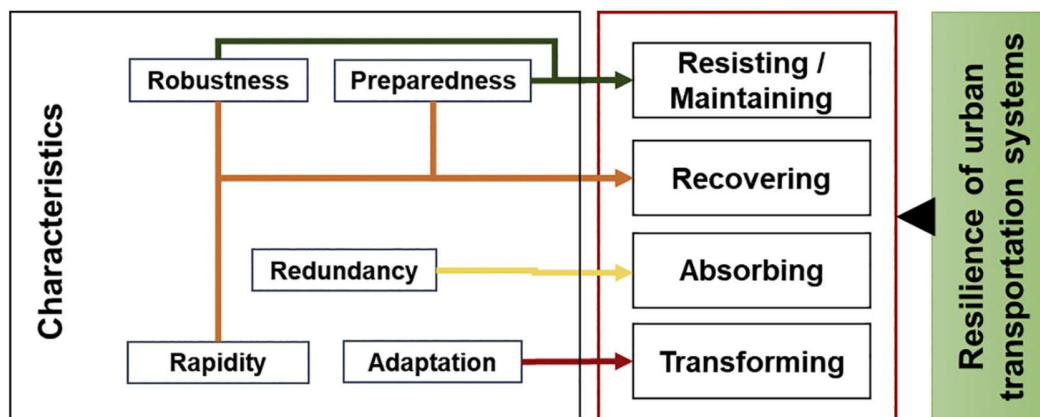 Characteristics
Robustness
Preparedness
Redundancy
Rapidity
Adaptation
Resisting /
Maintaining
Recovering
Absorbing
Transforming
Resilience of urban
transportation systems